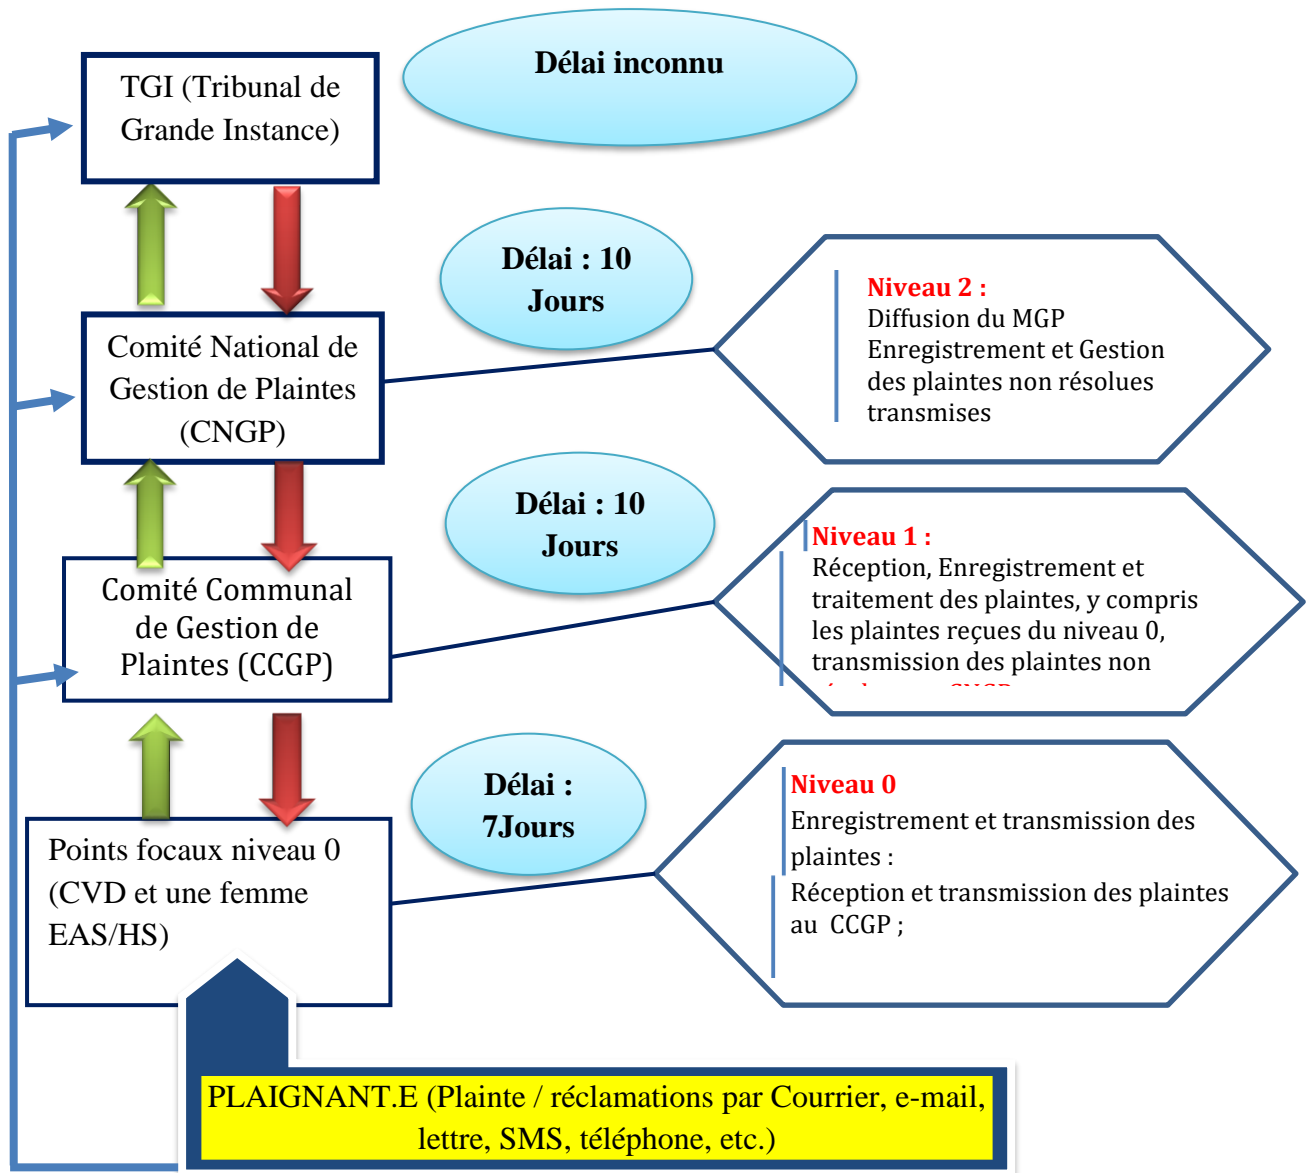 Délai inconnu
TGI (Tribunal de
Grande Instance)
Délai : 10
Jours
Niveau 2 :
Diffusion du MGP
Enregistrement et Gestion
des plaintes non résolues
transmises
Comité National de
Gestion de Plaintes
(CNGP)
Délai : 10
Jours
Niveau 1 :
Réception, Enregistrement et
traitement des plaintes, y compris
les plaintes reçues du niveau 0,
transmission des plaintes non
Comité Communal
de Gestion de
Plaintes (CCGP)
Délai :
7Jours
Niveau 0
Enregistrement et transmission des
plaintes :
Réception et transmission des plaintes
au CCGP ;
Points focaux niveau 0
(CVD et une femme
EAS/HS)
PLAIGNANT.E (Plainte / réclamations par Courrier, e-mail,
lettre, SMS, téléphone, etc.)